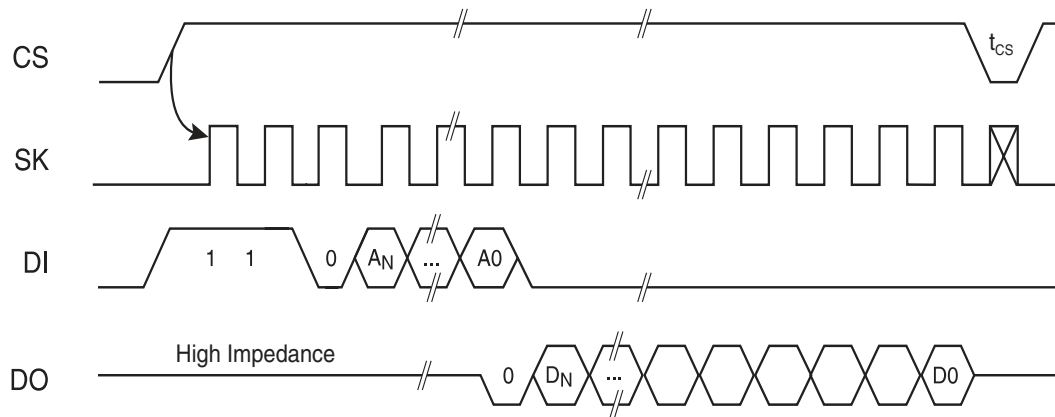 CS
t_CS
SK
DI
1 1 0 A_N ... A0
High Impedance
DO
0 D_N ... D0